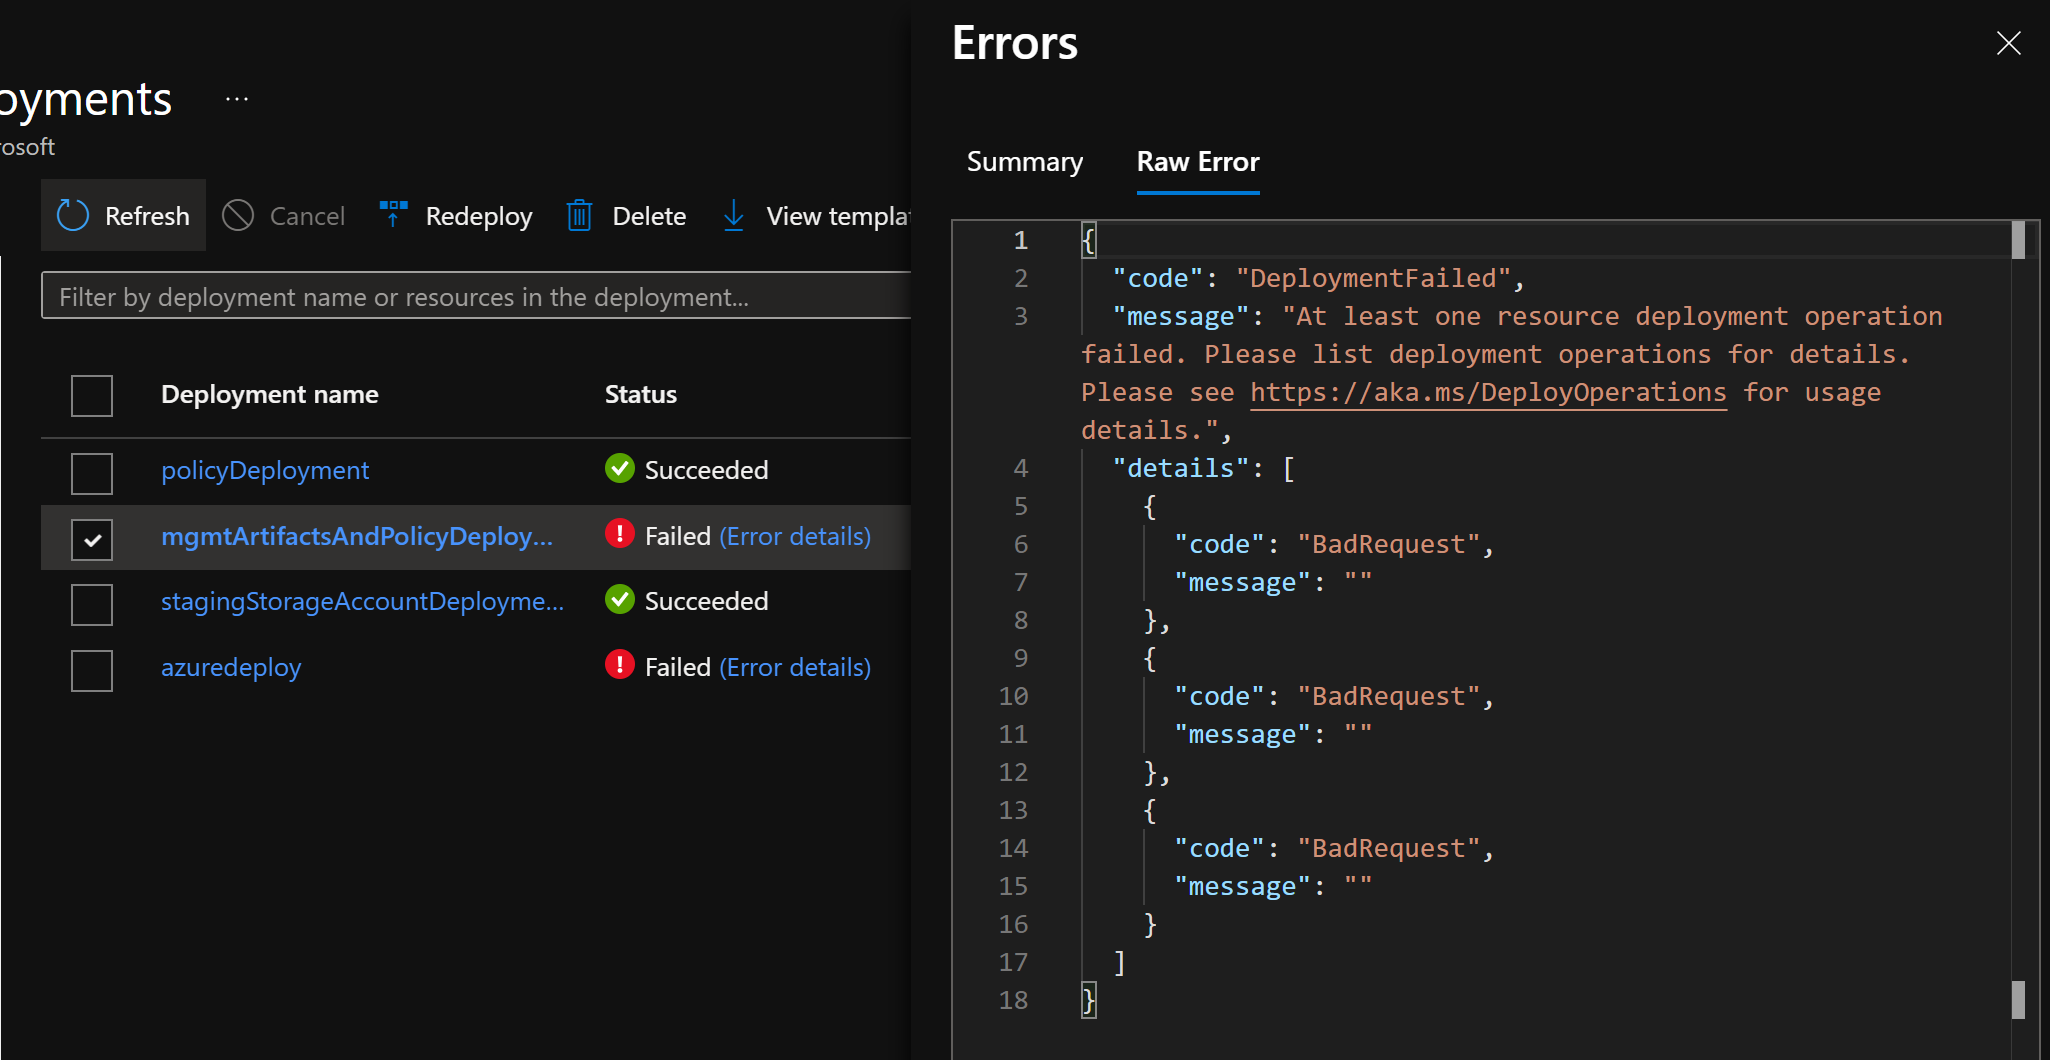 oyments ...
rosoft
Refresh Cancel Redeploy Delete View templat
Filter by deployment name or resources in the deployment...
Deployment name Status
policyDeployment Succeeded
mgmtArtifactsAndPolicyDeploy... Failed (Error details)
stagingStorageAccountDeployme... Succeeded
azuredeploy Failed (Error details)
Errors
Summary Raw Error
1 {
2 "code": "DeploymentFailed",
3 "message": "At least one resource deployment operation
failed. Please list deployment operations for details.
Please see https://aka.ms/DeployOperations for usage
details.",
4 "details": [
5 {
6 "code": "BadRequest",
7 "message": ""
8 },
9 {
10 "code": "BadRequest",
11 "message": ""
12 },
13 {
14 "code": "BadRequest",
15 "message": ""
16 }
17 ]
18 }